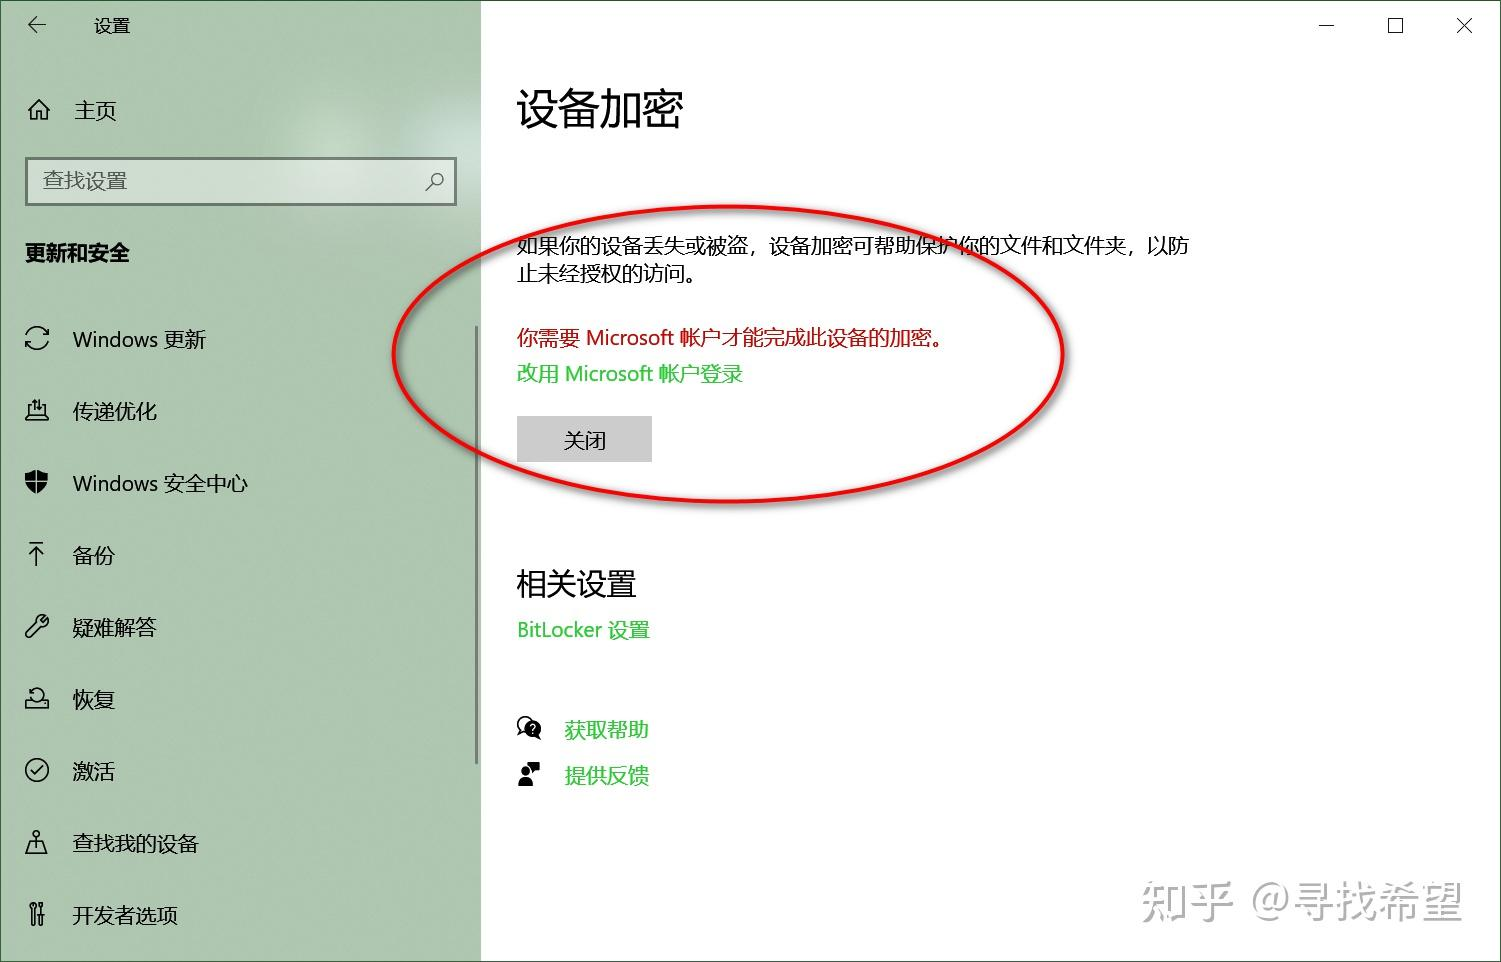 设置
主页
查找设置
更新和安全
Windows 更新
传递优化
Windows 安全中心
备份
疑难解答
恢复
激活
查找我的设备
开发者选项
设备加密
如果你的设备丢失或被盗，设备加密可帮助保护你的文件和文件夹，以防
止未经授权的访问。
你需要 Microsoft 帐户才能完成此设备的加密。
改用 Microsoft 帐户登录
关闭
相关设置
BitLocker 设置
获取帮助
提供反馈
知乎 @寻找希望